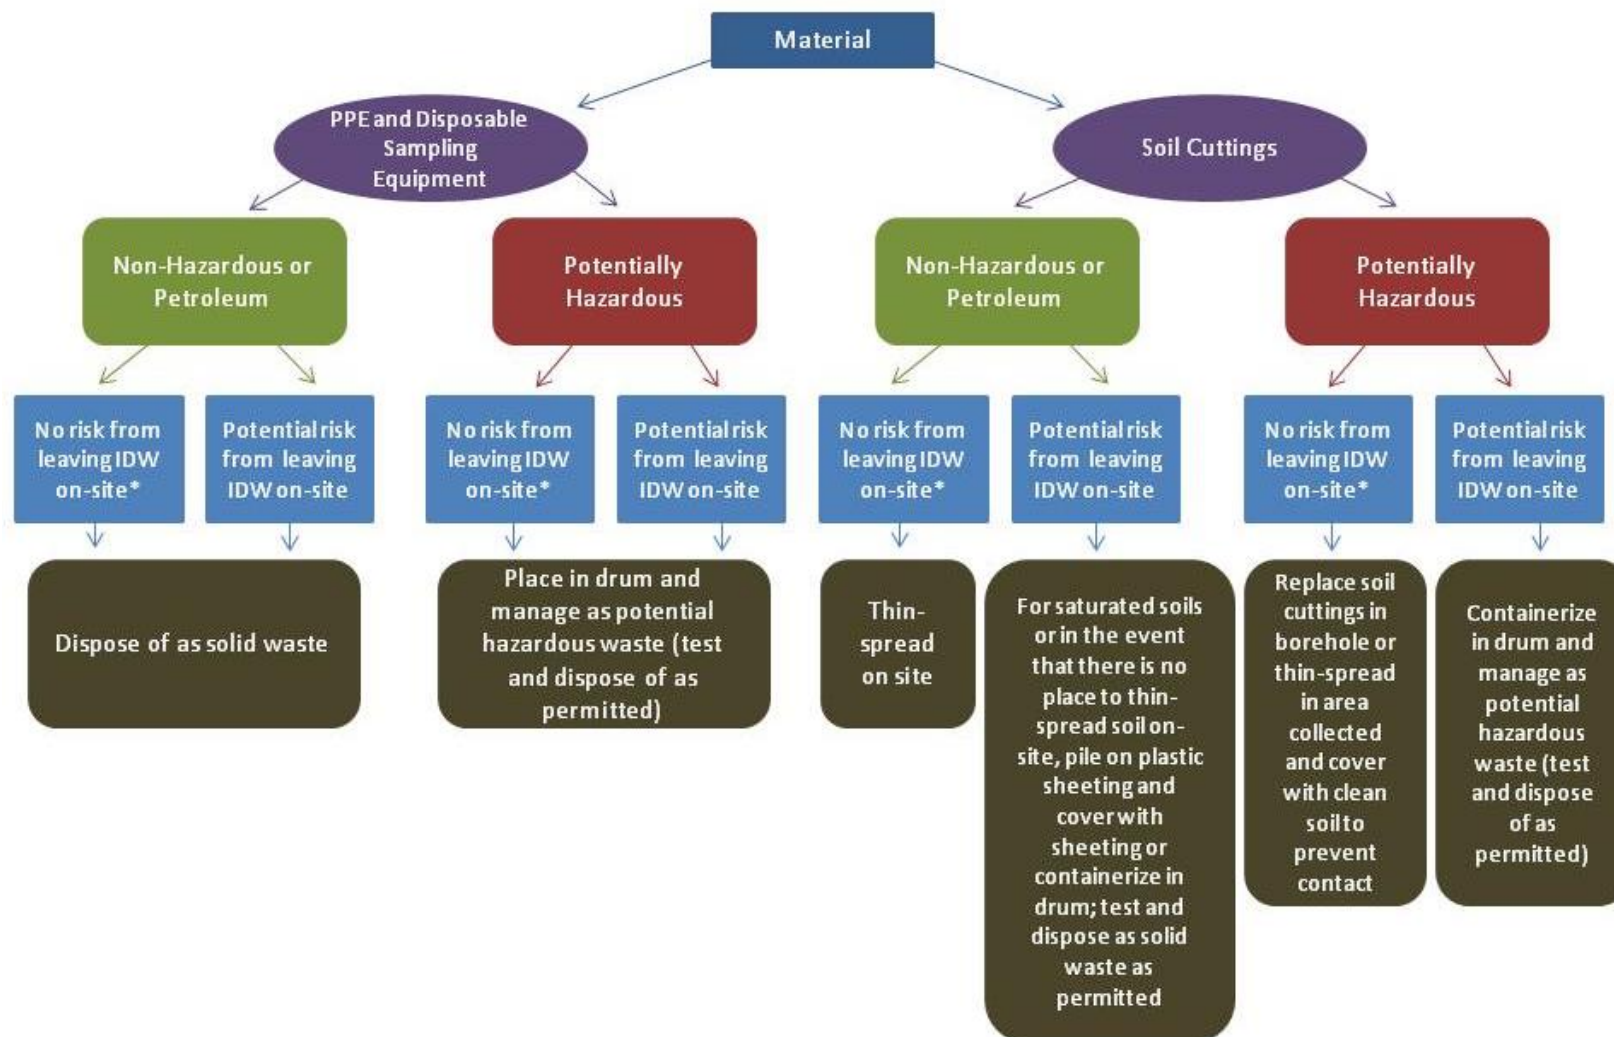 Material
PPE and Disposable
Sampling
Equipment
Soil Cuttings
Non-Hazardous or
Petroleum
Potentially
Hazardous
Non-Hazardous or
Petroleum
Potentially
Hazardous
No risk from
leaving IDW
on-site*
Potential risk
from leaving
IDW on-site
No risk from
leaving IDW
on-site*
Potential risk
from leaving
IDW on-site
No risk from
leaving IDW
on-site*
Potential risk
from leaving
IDW on-site
No risk from
leaving IDW
on-site*
Potential risk
from leaving
IDW on-site
Dispose of as solid waste
Place in drum and
manage as potential
hazardous waste (test
and dispose of as
permitted)
Thin-
spread
on site
For saturated soils
or in the event
that there is no
place to thin-
spread soil on-
site, pile on plastic
sheeting and
cover with
sheeting or
containerize in
drum; test and
dispose as solid
waste as
permitted
Replace soil
cuttings in
borehole or
thin-spread
in area
collected
and cover
with clean
soil to
prevent
contact
Containerize
in drum and
manage as
potential
hazardous
waste (test
and dispose
of as
permitted)